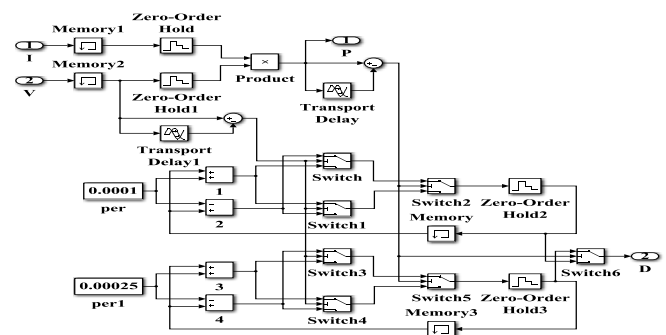 Zero-Order
Hold
Memory1
1
I
Memory2
2
V
×
Product
1
P
Zero-Order
Hold1
Transport
Delay
Transport
Delay1
0.0001
per
1
2
Switch
Switch1
Switch2
Memory
Zero-Order
Hold2
0.00025
per1
3
4
Switch3
Switch4
Switch5
Memory3
Zero-Order
Hold3
Switch6
2
D